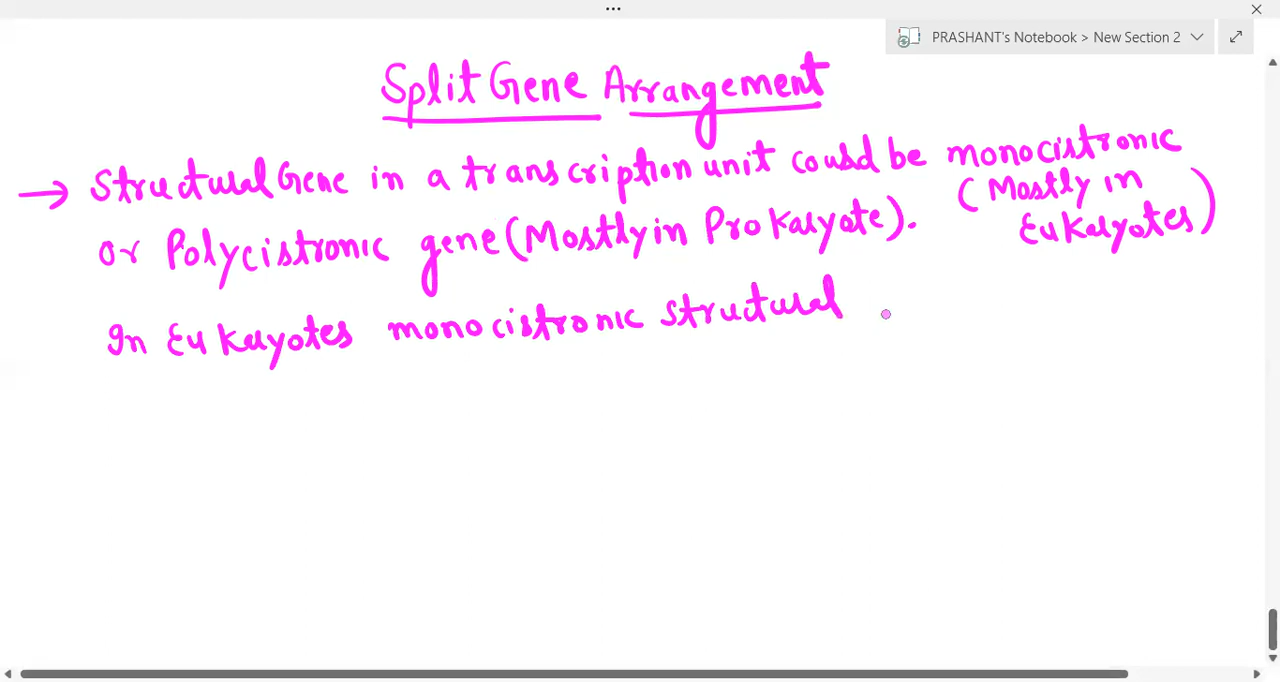 PRASHANT's Notebook > New Section 2
Split Gene Arrangement
→ Structural Gene in a transcription unit could be monocistronic
(Mostly in
Eukaryotes)
or Polycistronic gene (Mostly in Prokaryote).
In Eukaryotes monocistronic structural